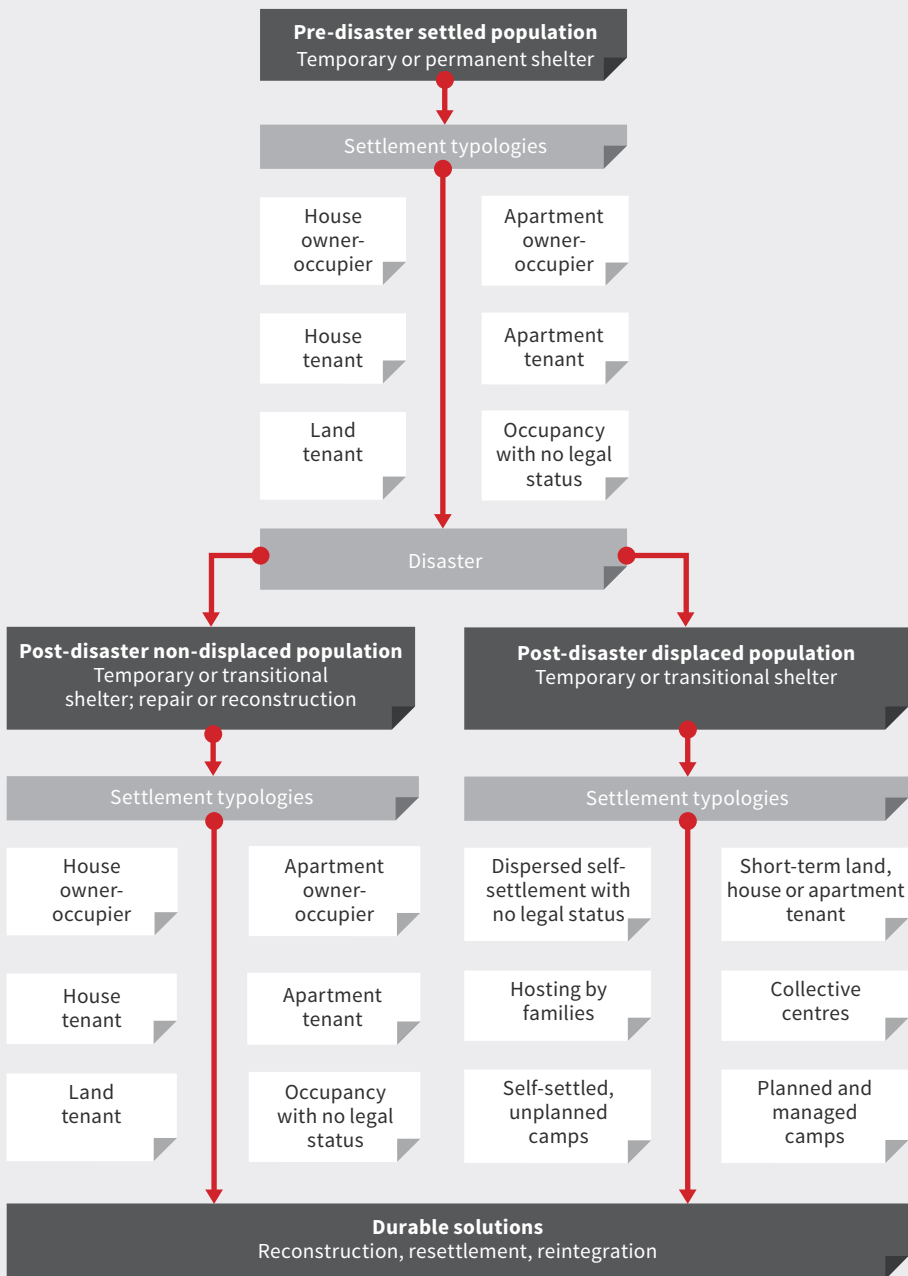 Pre-disaster settled population
Temporary or permanent shelter
Settlement typologies
House
owner-
occupier
Apartment
owner-
occupier
House
tenant
Apartment
tenant
Land
tenant
Occupancy
with no legal
status
Disaster
Post-disaster non-displaced population
Temporary or transitional
shelter; repair or reconstruction
Post-disaster displaced population
Temporary or transitional shelter
Settlement typologies
House
owner-
occupier
Apartment
owner-
occupier
House
tenant
Apartment
tenant
Land
tenant
Occupancy
with no legal
status
Settlement typologies
Dispersed self-
settlement with
no legal status
Short-term land,
house or apartment
tenant
Hosting by
families
Collective
centres
Self-settled,
unplanned
camps
Planned and
managed
camps
Durable solutions
Reconstruction, resettlement, reintegration